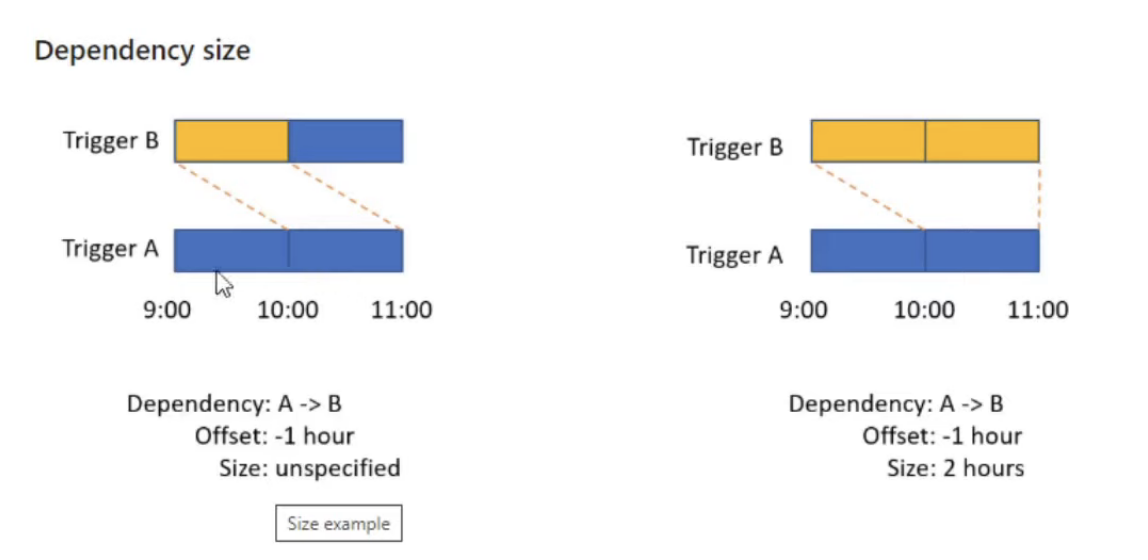 Dependency size
Trigger B
Trigger A
9:00 10:00 11:00
Dependency: A -> B
Offset: -1 hour
Size: unspecified
Size example
Trigger B
Trigger A
9:00 10:00 11:00
Dependency: A -> B
Offset: -1 hour
Size: 2 hours